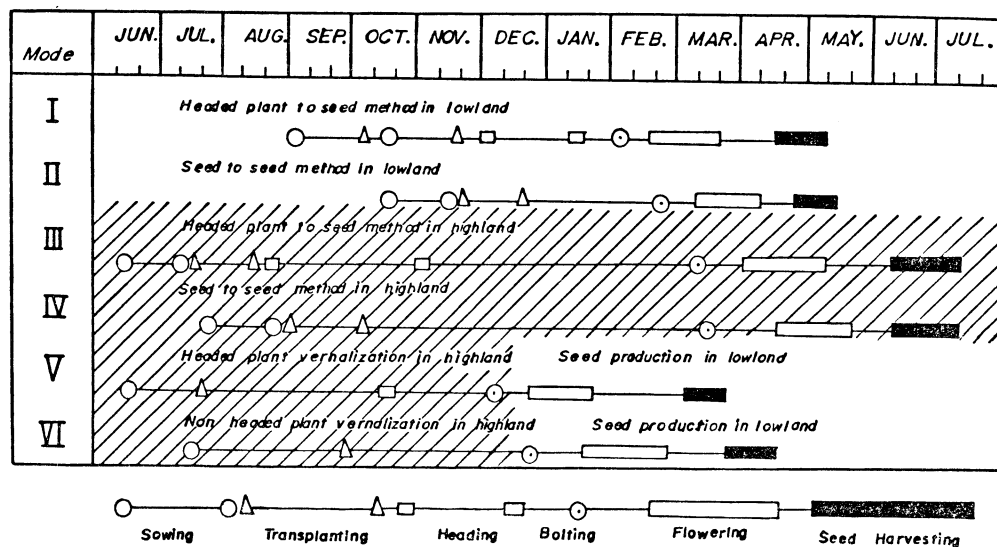 Mode JUN. JUL. AUG. SEP. OCT. NOV. DEC. JAN. FEB. MAR. APR. MAY. JUN. JUL.
I Headed plant to seed method in lowland
II Seed to seed method in lowland
III Headed plant to seed method in highland
IV Seed to seed method in highland
V Headed plant verhalization in highland Seed production in lowlond
VI Non headed plant verndlization in highland Seed production in lowland
Sowing Transplanting Heading Bolting Flowering Seed Harvesting